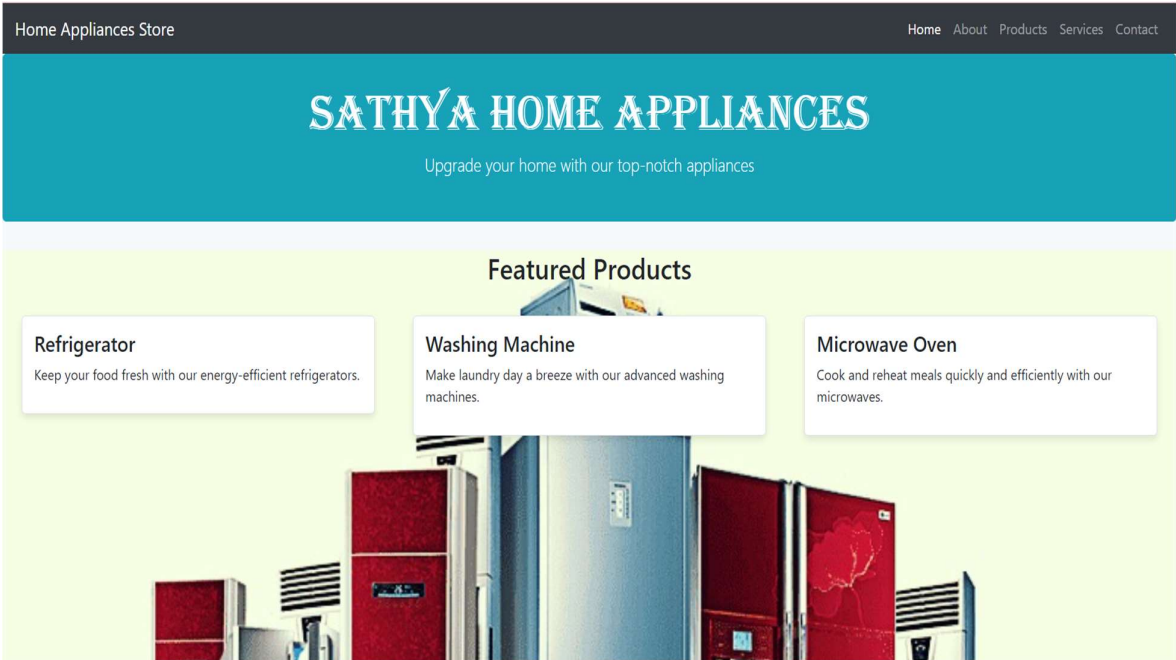 Home Appliances Store
Home About Products Services Contact
SATHYA HOME APPLIANCES
Upgrade your home with our top-notch appliances
Featured Products
Refrigerator
Keep your food fresh with our energy-efficient refrigerators.
Washing Machine
Make laundry day a breeze with our advanced washing
machines.
Microwave Oven
Cook and reheat meals quickly and efficiently with our
microwaves.